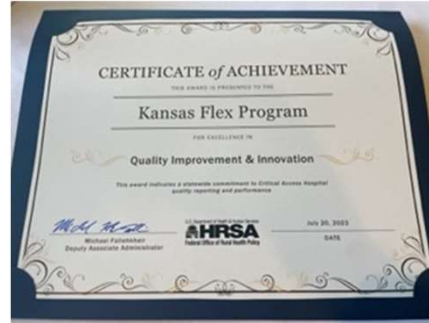 CERTIFICATE of ACHIEVEMENT
THIS AWARD IS PRESENTED TO THE
Kansas Flex Program
FOR EXCELLENCE IN
Quality Improvement & Innovation
This award indicates a statewide commitment to Critical Access Hospital
quality reporting and performance
U.S. Department of Health & Human Services
HRSA
Federal Office of Rural Health Policy
July 20, 2023
DATE
Michael Fallahkhair
Deputy Associate Administrator